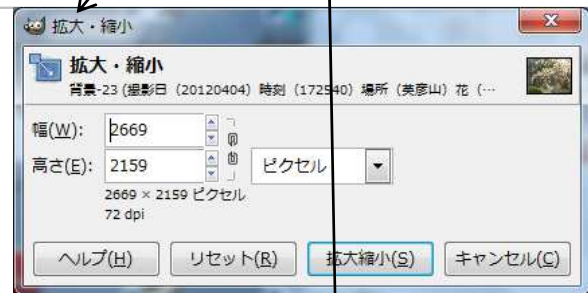 拡大・縮小
拡大・縮小
背景-23 (撮影日（20120404）時刻（172540）場所（英彦山）花（…
幅(W): 2669
高さ(E): 2159 ピクセル
2669 × 2159 ピクセル
72 dpi
ヘルプ(H) リセット(R) 拡大縮小(S) キャンセル(C)